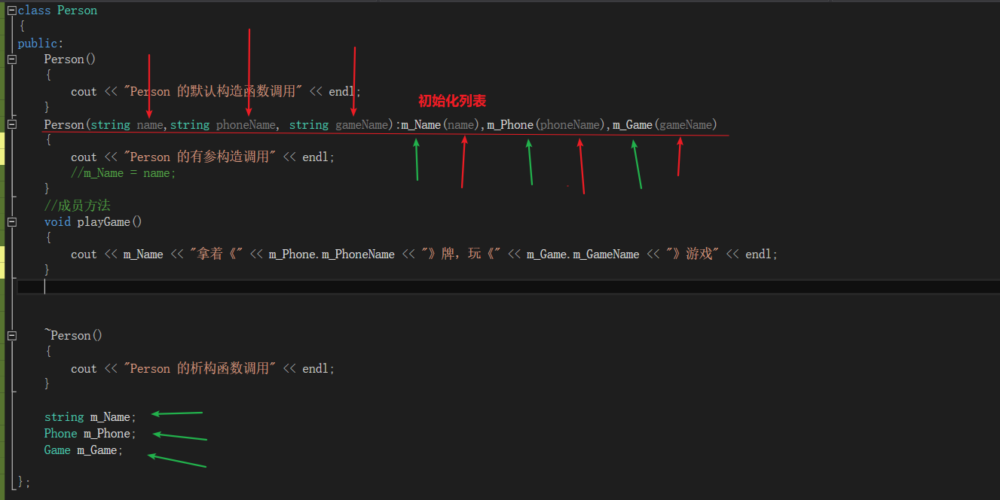 class Person
{
public:
Person()
{
cout << "Person 的默认构造函数调用" << endl;
}
初始化列表
Person(string name,string phoneName, string gameName):m_Name(name),m_Phone(phoneName),m_Game(gameName)
{
cout << "Person 的有参构造调用" << endl;
//m_Name = name;
}
//成员方法
void playGame()
{
cout << m_Name << "拿着《" << m_Phone.m_PhoneName << "》牌，玩《" << m_Game.m_GameName << "》游戏" << endl;
}
~Person()
{
cout << "Person 的析构函数调用" << endl;
}
string m_Name;
Phone m_Phone;
Game m_Game;
};